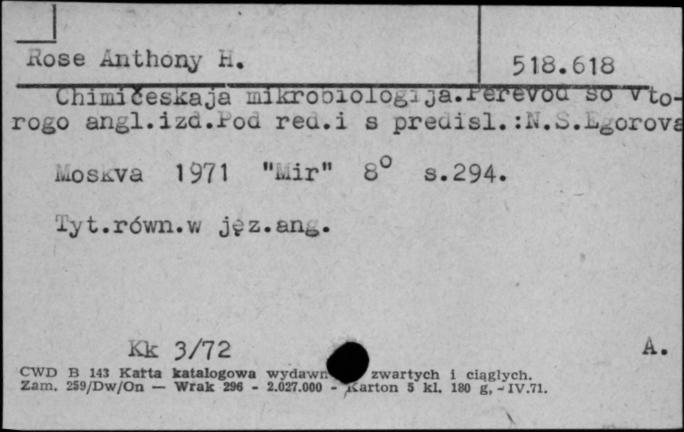 Rose Anthony H.
518.618
Chimičeskaja mikrobiologija.Perevod so vto-
rogo angl.izd.Pod red.i s predisl.:N.S.Egorova
Moskva 1971 "Mir" 8° s.294.
Tyt.równ.w jęz.ang.
Kk 3/72
A.
CWD B 143 Karta katalogowa wydawn zwartych i ciągłych.
Zam. 259/Dw/On — Wrak 296 - 2.027.000 - Karton 5 kl. 180 g, - IV.71.